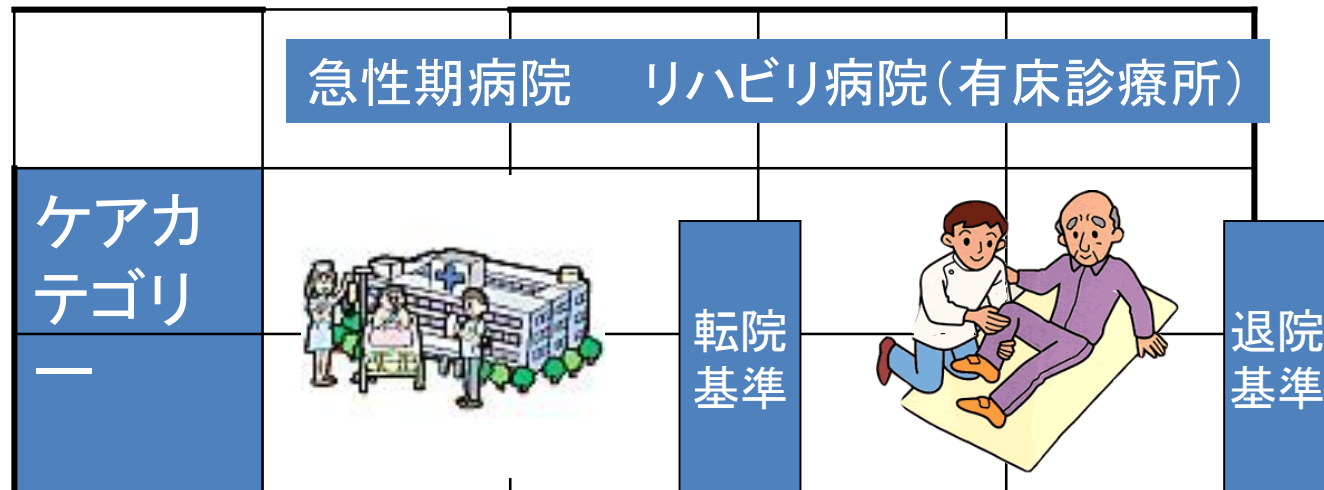 急性期病院　リハビリ病院（有床診療所）
ケアカ
テゴリ
ー
転院
基準
退院
基準